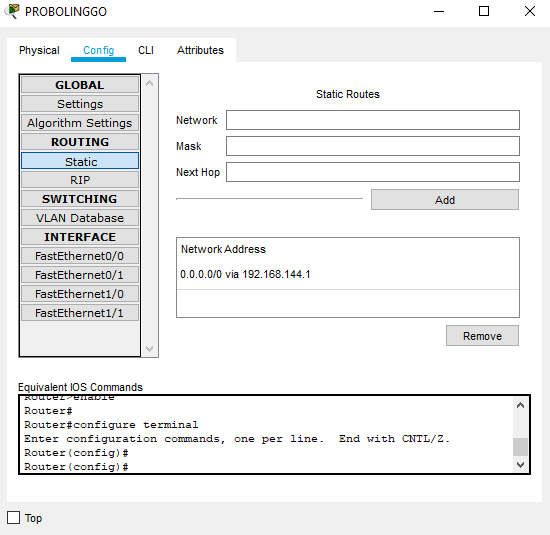 PROBOLINGGO
Physical Config CLI Attributes
GLOBAL
Settings
Algorithm Settings
ROUTING
Static
RIP
SWITCHING
VLAN Database
INTERFACE
FastEthernet0/0
FastEthernet0/1
FastEthernet1/0
FastEthernet1/1
Static Routes
Network
Mask
Next Hop
Add
Network Address
0.0.0.0/0 via 192.168.144.1
Remove
Equivalent IOS Commands
Router>enable
Router#
Router#configure terminal
Enter configuration commands, one per line. End with CNTL/Z.
Router(config)#
Router(config)#
Top